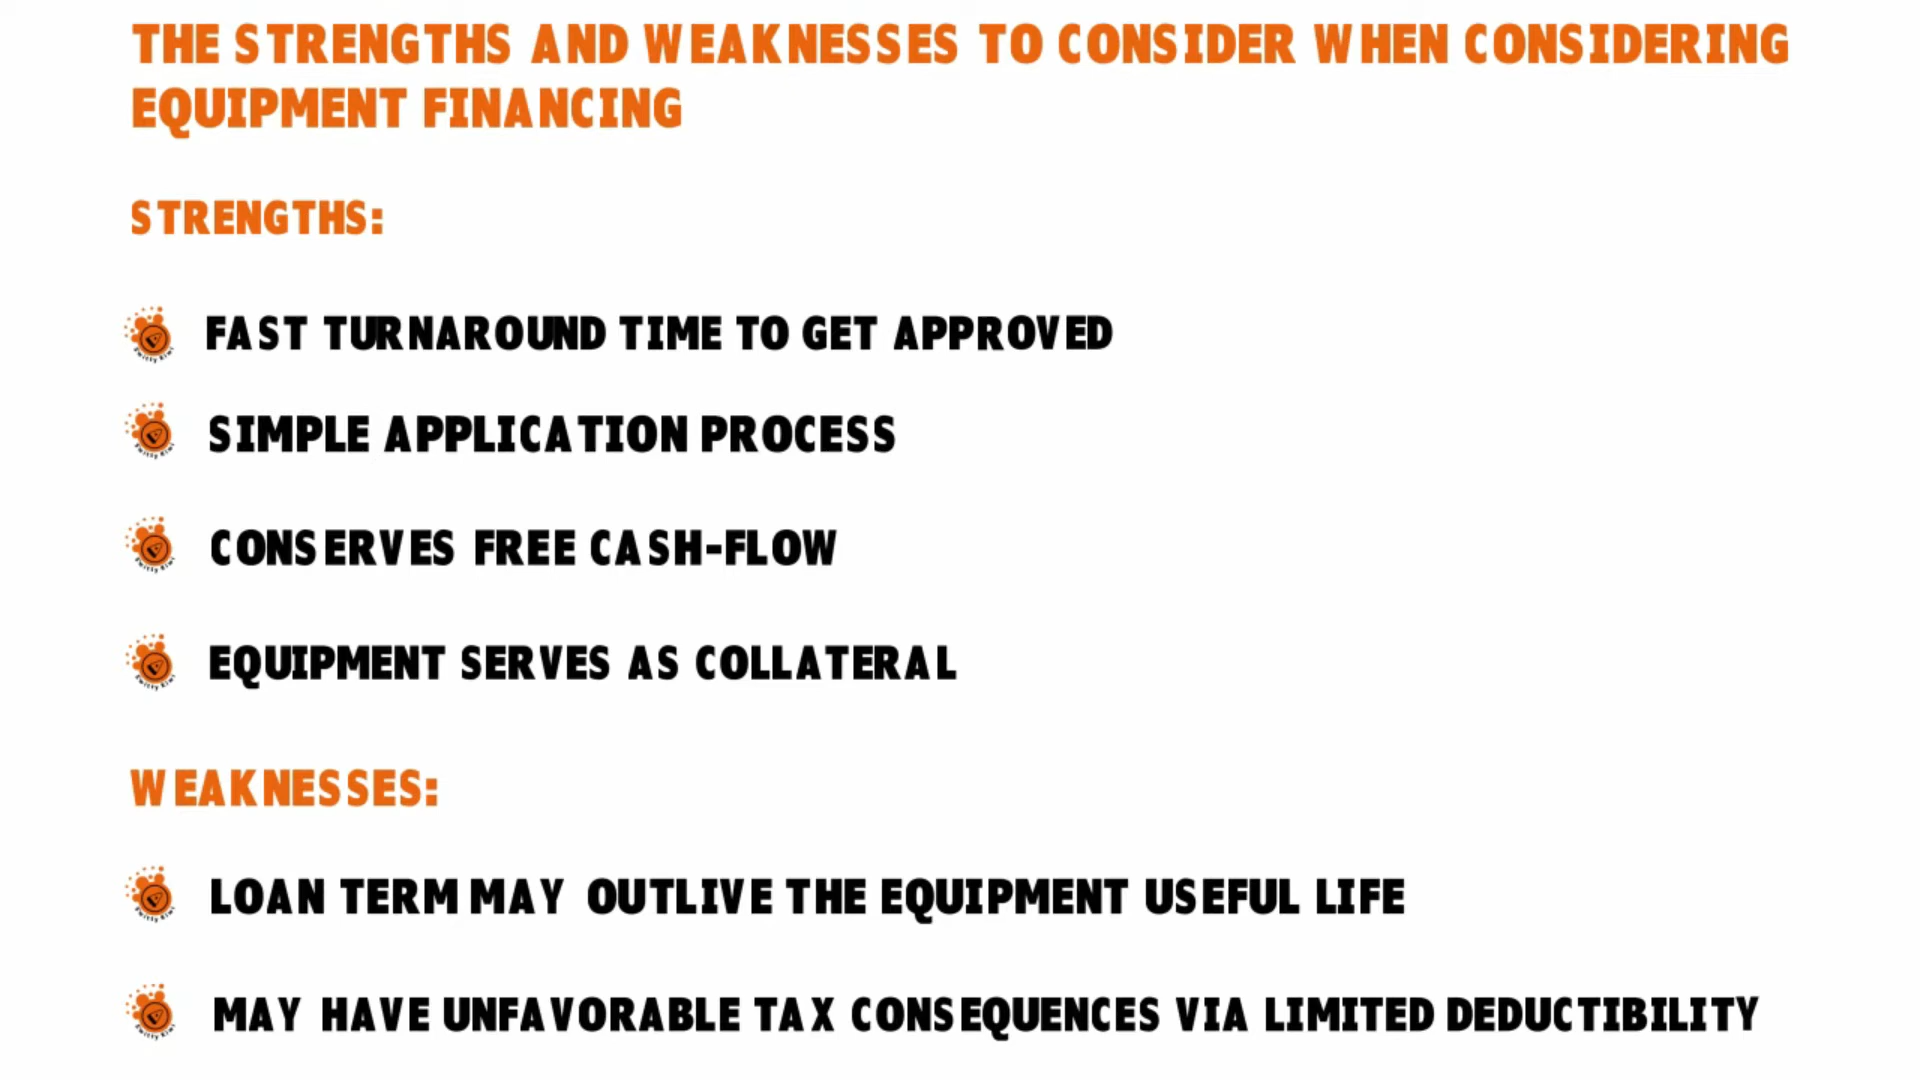 THE STRENGTHS AND WEAKNESSES TO CONSIDER WHEN CONSIDERING
EQUIPMENT FINANCING
STRENGTHS:
FAST TURNAROUND TIME TO GET APPROVED
SIMPLE APPLICATION PROCESS
CONSERVES FREE CASH-FLOW
EQUIPMENT SERVES AS COLLATERAL
WEAKNESSES:
LOAN TERM MAY OUTLIVE THE EQUIPMENT USEFUL LIFE
MAY HAVE UNFAVORABLE TAX CONSEQUENCES VIA LIMITED DEDUCTIBILITY